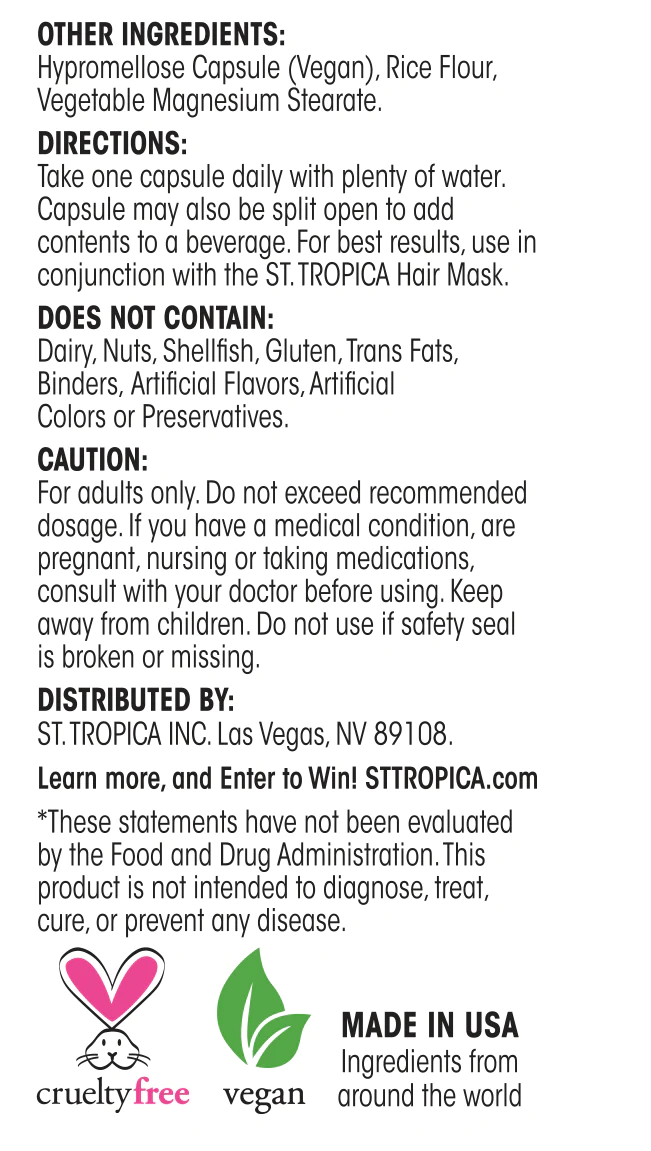 OTHER INGREDIENTS:
Hypromellose Capsule (Vegan), Rice Flour,
Vegetable Magnesium Stearate.
DIRECTIONS:
Take one capsule daily with plenty of water.
Capsule may also be split open to add
contents to a beverage. For best results, use in
conjunction with the ST. TROPICA Hair Mask.
DOES NOT CONTAIN:
Dairy, Nuts, Shellfish, Gluten, Trans Fats,
Binders, Artificial Flavors, Artificial
Colors or Preservatives.
CAUTION:
For adults only. Do not exceed recommended
dosage. If you have a medical condition, are
pregnant, nursing or taking medications,
consult with your doctor before using. Keep
away from children. Do not use if safety seal
is broken or missing.
DISTRIBUTED BY:
ST. TROPICA INC. Las Vegas, NV 89108.
Learn more, and Enter to Win! STTROPICA.com
*These statements have not been evaluated
by the Food and Drug Administration. This
product is not intended to diagnose, treat,
cure, or prevent any disease.
crueltyfree
vegan
MADE IN USA
Ingredients from
around the world